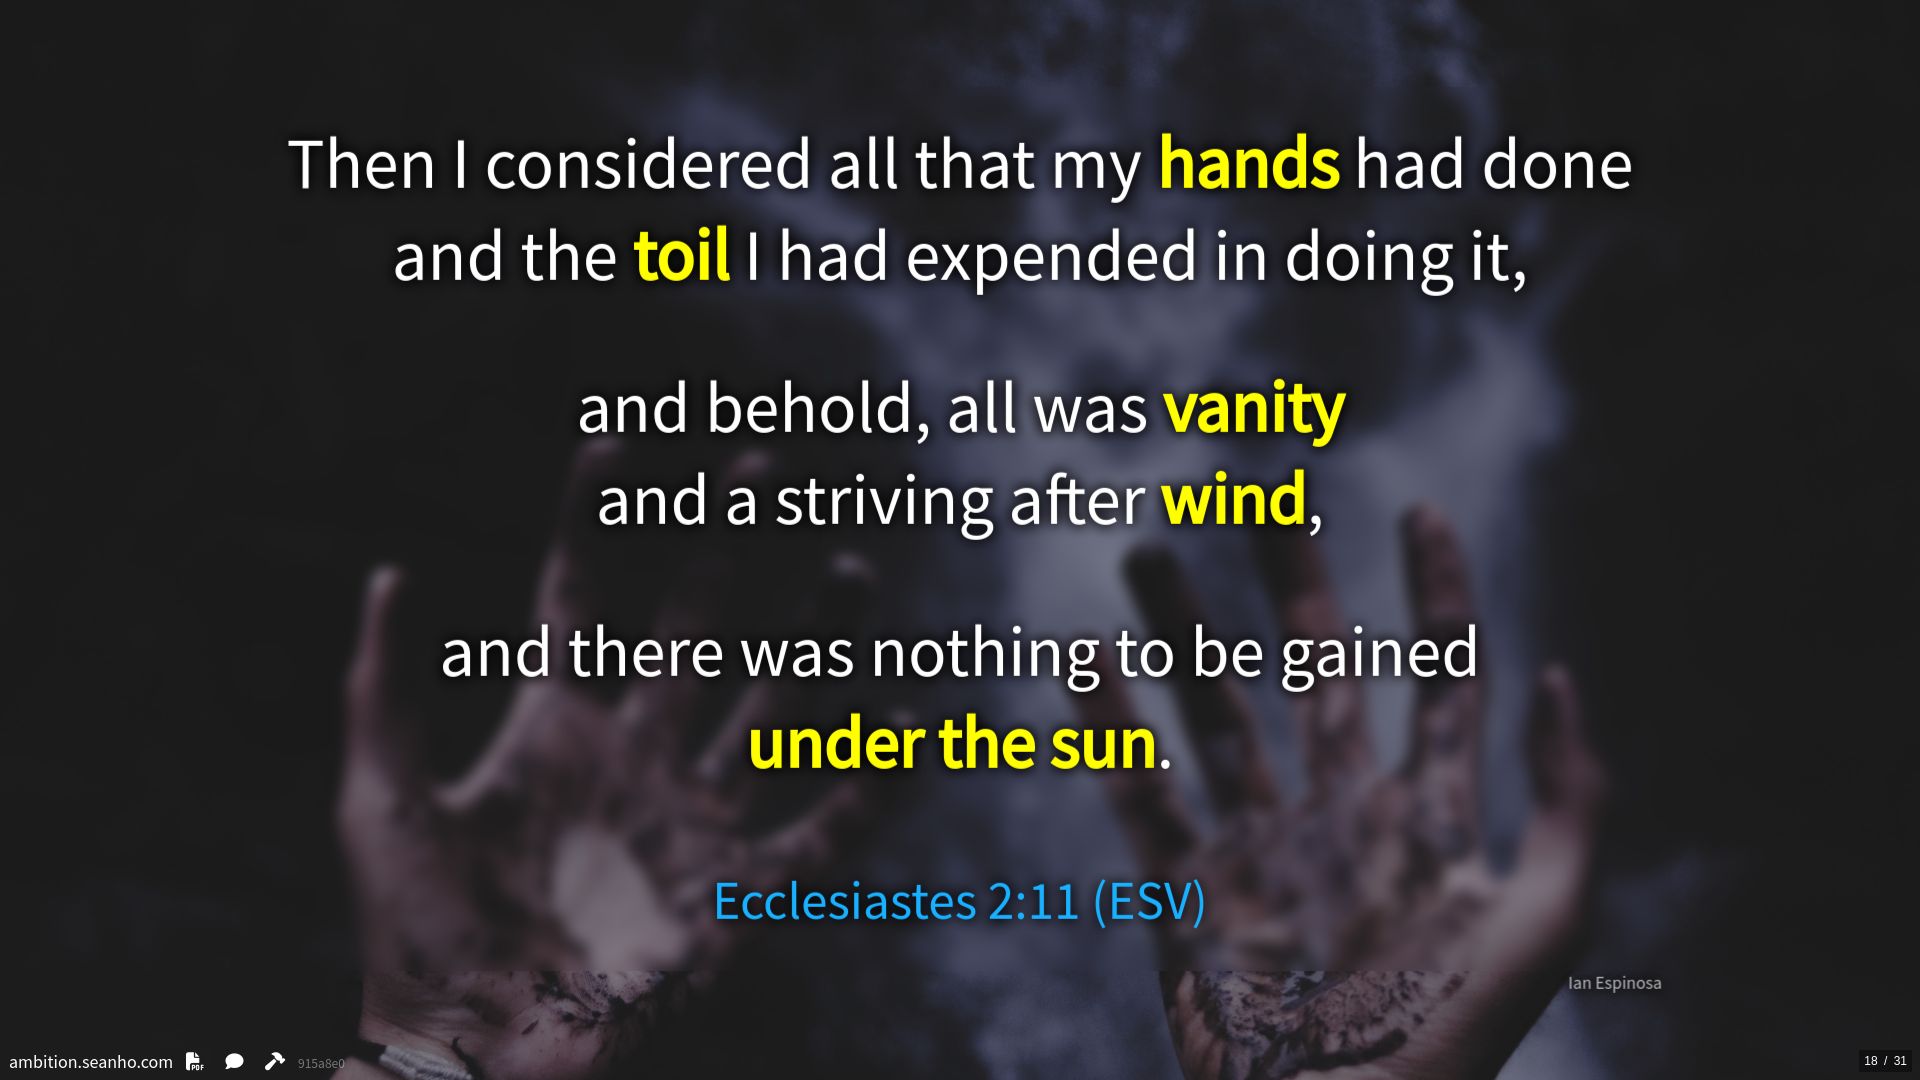 Then I considered all that my hands had done
and the toil I had expended in doing it,
and behold, all was vanity
and a striving after wind,
and there was nothing to be gained
under the sun.
Ecclesiastes 2:11 (ESV)
Ian Espinosa
ambition.seanho.com PDF 915a8e0
18 / 31